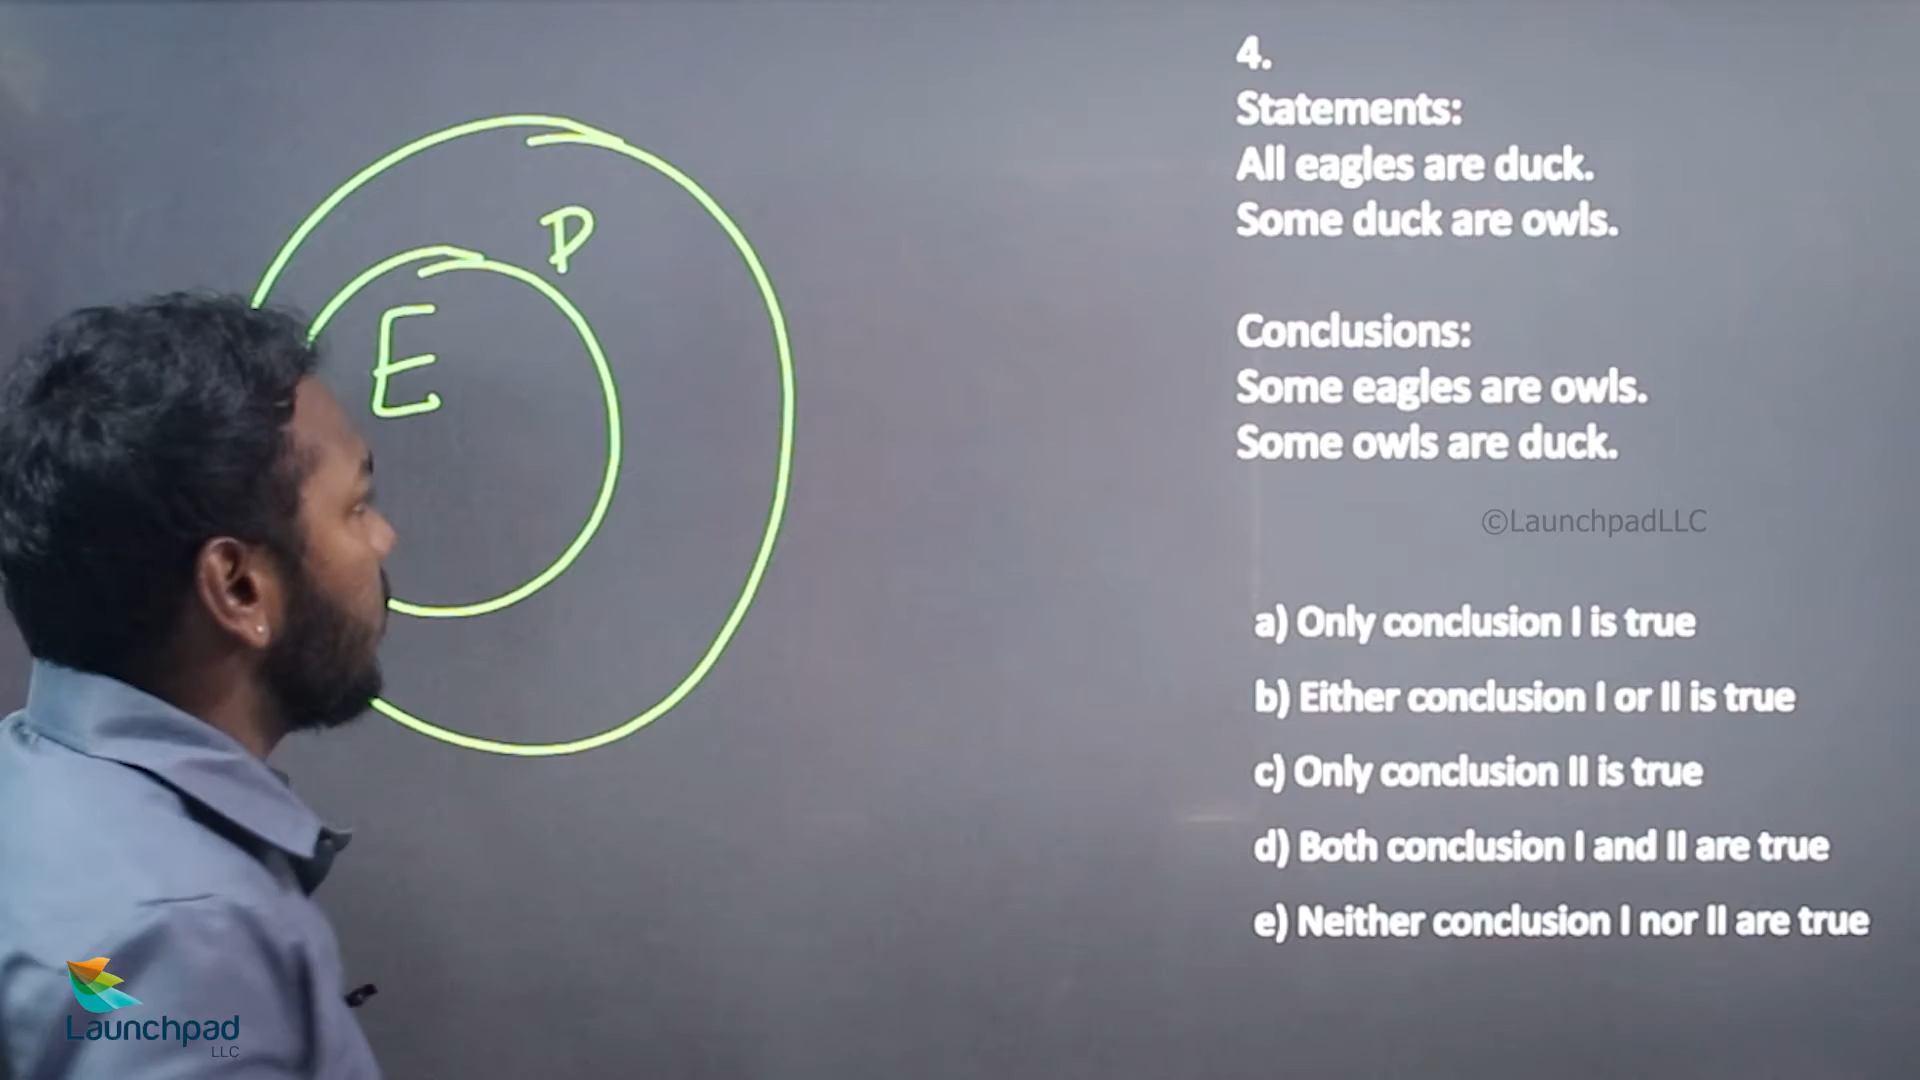 4.
Statements:
All eagles are duck.
Some duck are owls.
Conclusions:
Some eagles are owls.
Some owls are duck.
©LaunchpadLLC
a) Only conclusion I is true
b) Either conclusion I or II is true
c) Only conclusion II is true
d) Both conclusion I and II are true
e) Neither conclusion I nor II are true
D
E
Launchpad
LLC